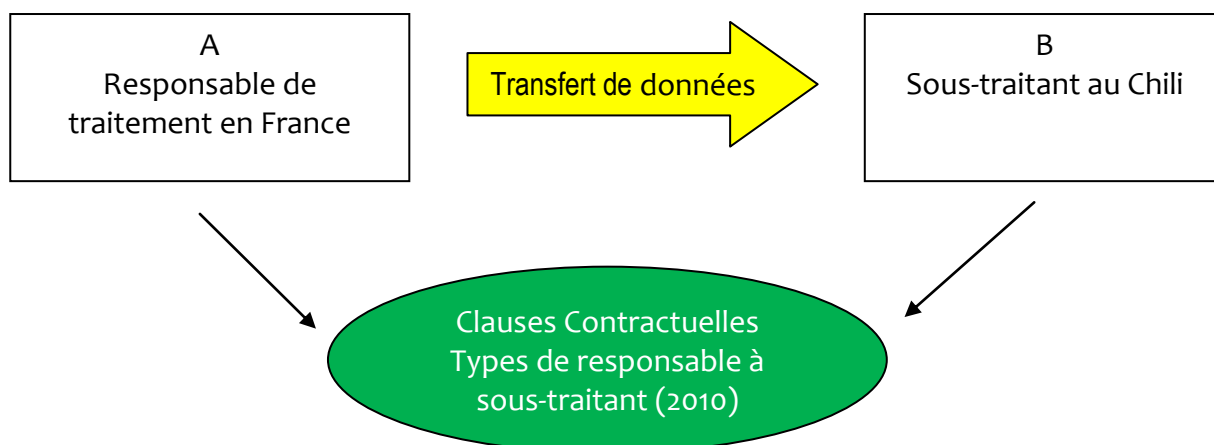 A
Responsable de
traitement en France
Transfert de données
B
Sous-traitant au Chili
Clauses Contractuelles
Types de responsable à
sous-traitant (2010)